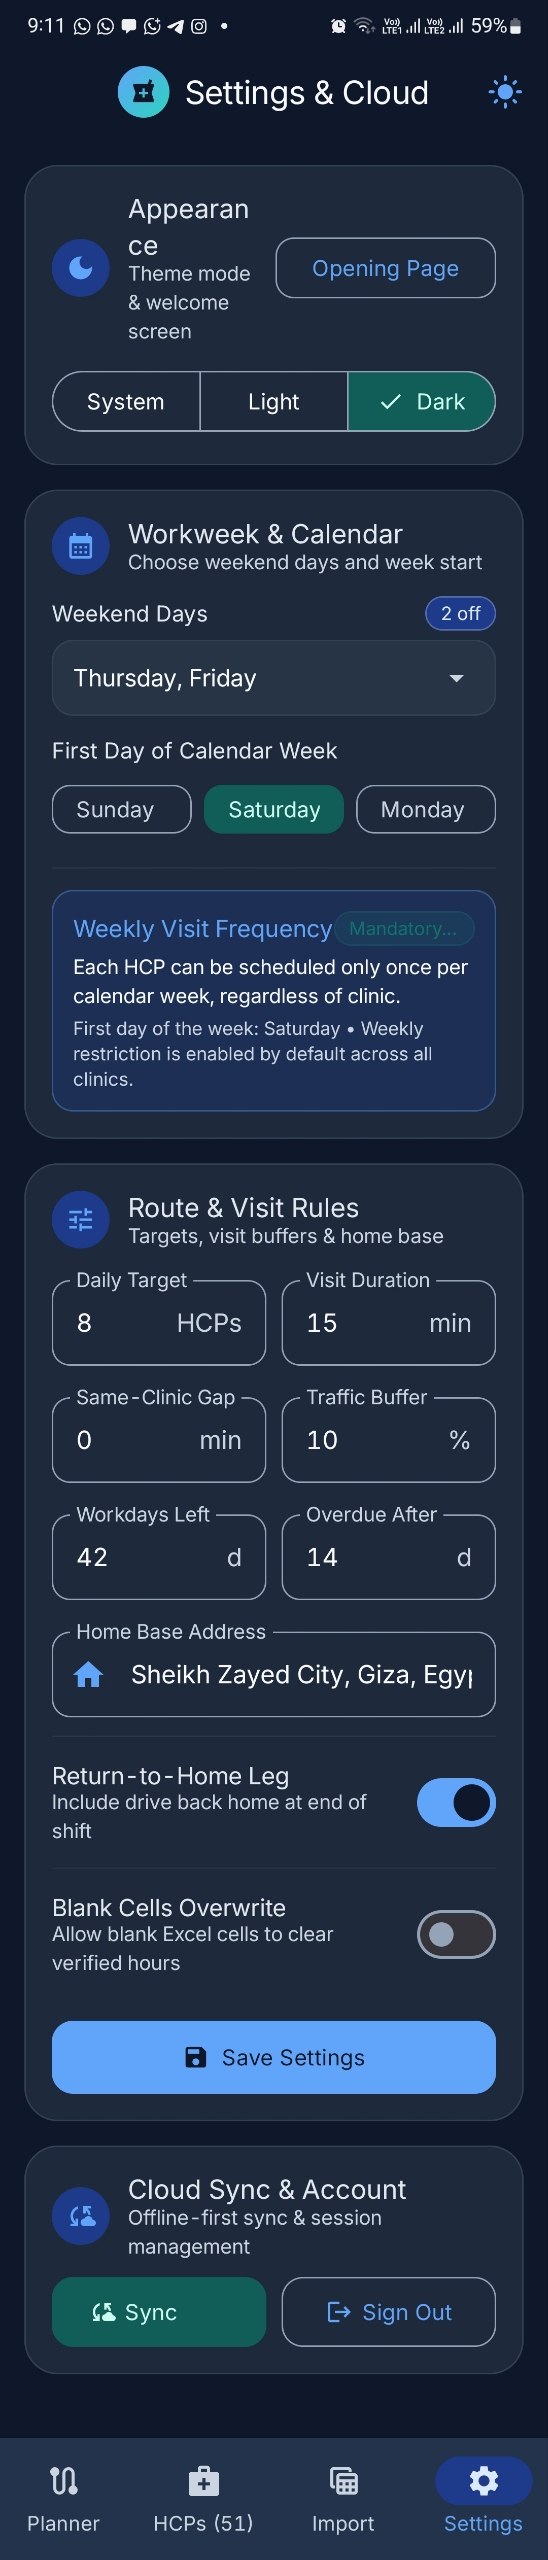 9:11
Vo)) LTE1 Vo)) LTE2 59%
Settings & Cloud
Appearan
ce
Theme mode
& welcome
screen
Opening Page
System Light Dark
Workweek & Calendar
Choose weekend days and week start
Weekend Days 2 off
Thursday, Friday
First Day of Calendar Week
Sunday Saturday Monday
Weekly Visit Frequency Mandatory...
Each HCP can be scheduled only once per
calendar week, regardless of clinic.
First day of the week: Saturday • Weekly
restriction is enabled by default across all
clinics.
Route & Visit Rules
Targets, visit buffers & home base
Daily Target Visit Duration
8 HCPs 15 min
Same-Clinic Gap Traffic Buffer
0 min 10 %
Workdays Left Overdue After
42 d 14 d
Home Base Address
Sheikh Zayed City, Giza, Egyp
Return-to-Home Leg
Include drive back home at end of
shift
Blank Cells Overwrite
Allow blank Excel cells to clear
verified hours
Save Settings
Cloud Sync & Account
Offline-first sync & session
management
Sync Sign Out
Planner HCPs (51) Import Settings